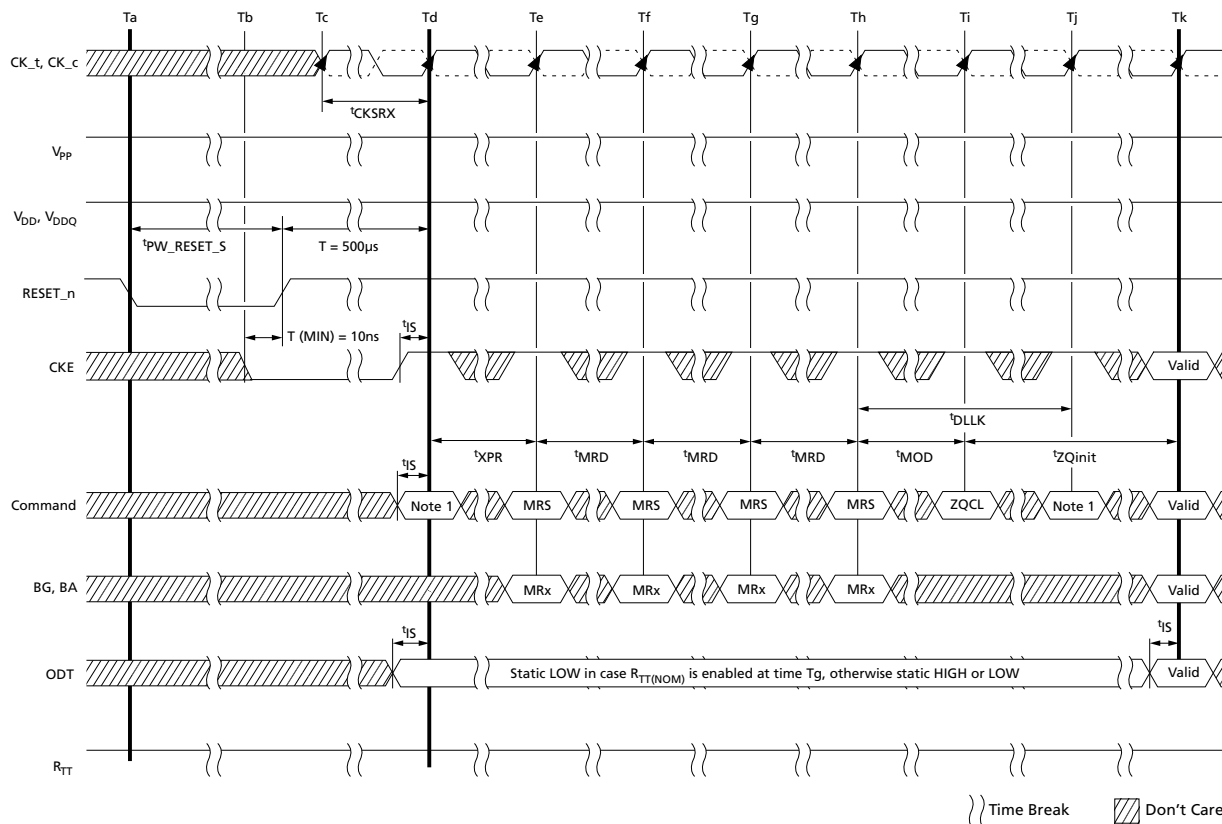 Ta Tb Tc Td Te Tf Tg Th Ti Tj Tk
CK_t, CK_c
tCKSRX
VPP
VDD, VDDQ
tPW_RESET_S T = 500μs
RESET_n
T (MIN) = 10ns tIS
CKE Valid
tDLLK
tXPR tMRD tMRD tMRD tMOD tZQinit
tIS
Command Note 1 MRS MRS MRS MRS ZQCL Note 1 Valid
BG, BA MRx MRx MRx MRx Valid
tIS tIS
ODT Static LOW in case RTT(NOM) is enabled at time Tg, otherwise static HIGH or LOW Valid
RTT
Time Break Don't Care